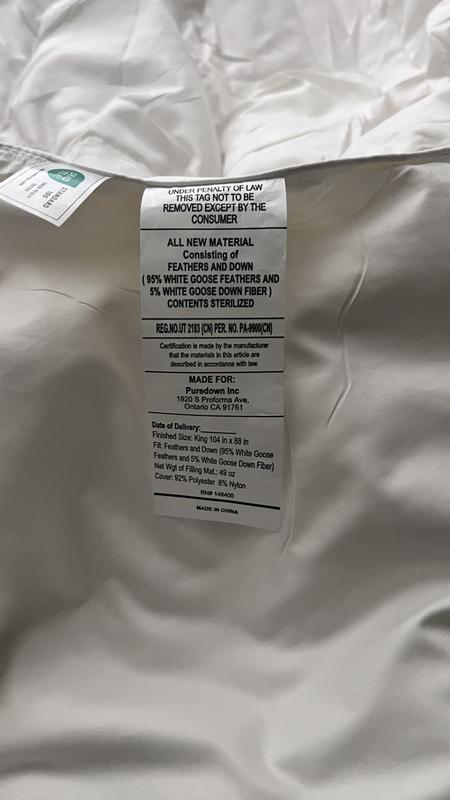 UNDER PENALTY OF LAW
THIS TAG NOT TO BE
REMOVED EXCEPT BY THE
CONSUMER
ALL NEW MATERIAL
Consisting of
FEATHERS AND DOWN
( 95% WHITE GOOSE FEATHERS AND
5% WHITE GOOSE DOWN FIBER )
CONTENTS STERILIZED
REG.NO.UT 2183 (CN) PER. NO. PA-9900(CN)
Certification is made by the manufacturer
that the materials in this article are
described in accordance with law.
MADE FOR:
Puredown Inc
1920 S Proforma Ave,
Ontario CA 91761
Date of Delivery:________
Finished Size: King 104 in x 88 in
Fill: Feathers and Down (95% White Goose
Feathers and 5% White Goose Down Fiber)
Net Wgt of Filling Mat.: 49 oz
Cover: 92% Polyester 8% Nylon
RN# 148400
MADE IN CHINA
STANDARD
100